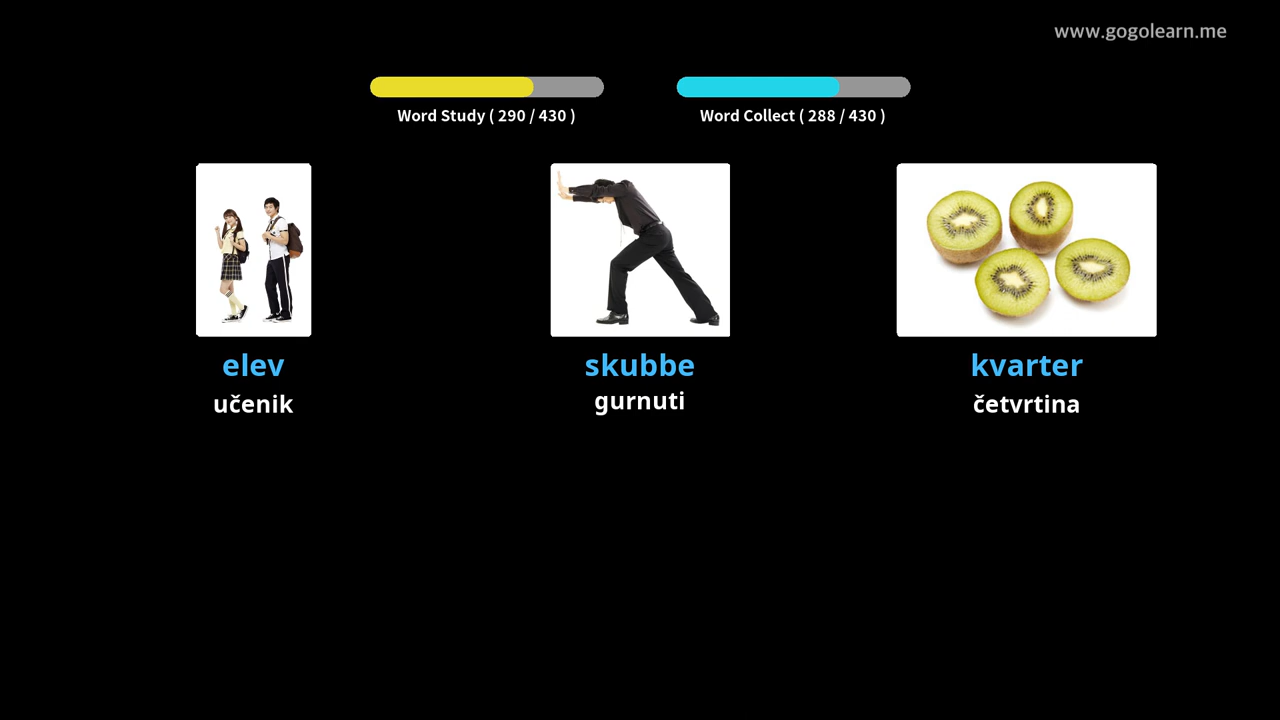 www.gogolearn.me
Word Study ( 290 / 430 )
Word Collect ( 288 / 430 )
elev
učenik
skubbe
gurnuti
kvarter
četvrtina